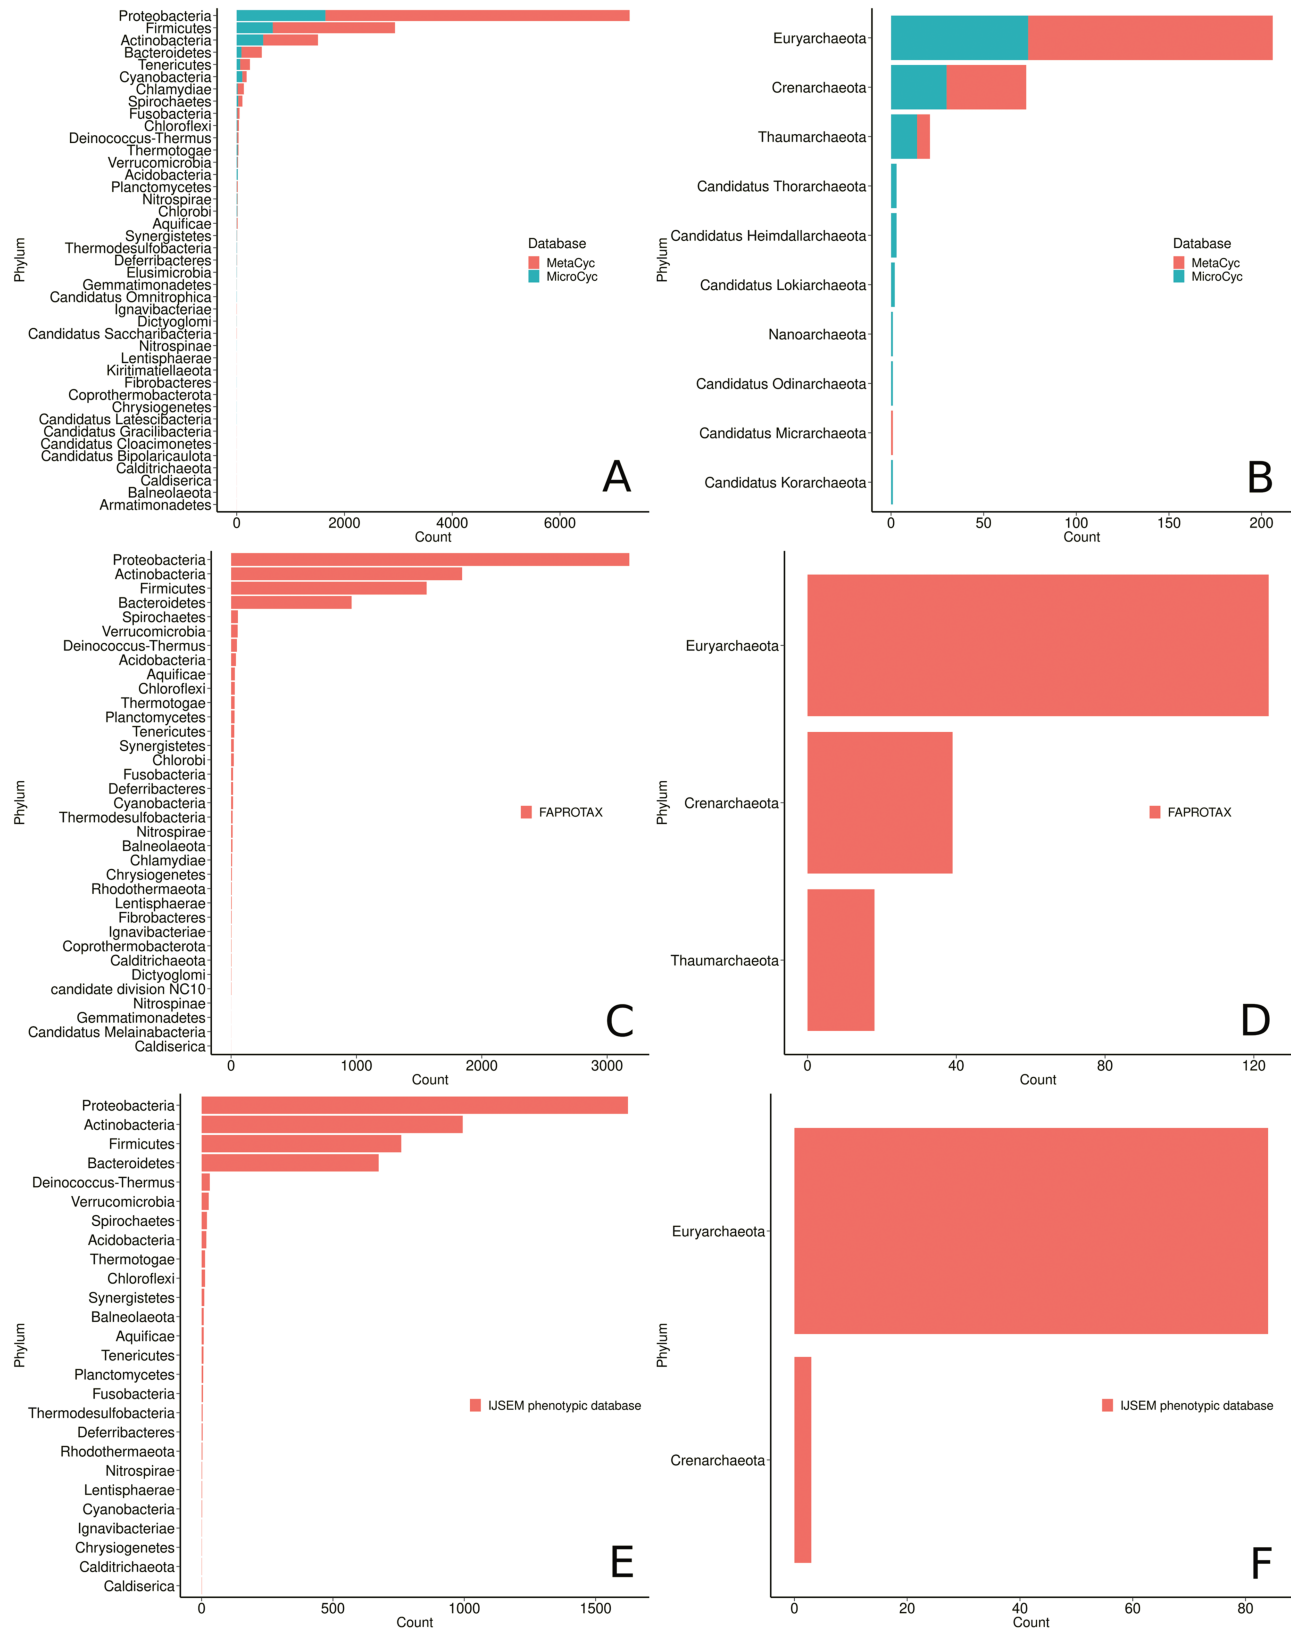 Phylum
Proteobacteria
Firmicutes
Actinobacteria
Bacteroidetes
Tenericutes
Cyanobacteria
Chlamydiae
Spirochaetes
Fusobacteria
Chloroflexi
Deinococcus-Thermus
Thermotogae
Verrucomicrobia
Acidobacteria
Planctomycetes
Nitrospirae
Chlorobi
Aquificae
Synergistetes
Thermodesulfobacteria
Deferribacteres
Elusimicrobia
Gemmatimonadetes
Candidatus Omnitrophica
Ignavibacteriae
Dictyoglomi
Candidatus Saccharibacteria
Nitrospinae
Lentisphaerae
Kiritimatiellaeota
Fibrobacteres
Coprothermobacterota
Chrysiogenetes
Candidatus Latescibacteria
Candidatus Gracilibacteria
Candidatus Cloacimonetes
Candidatus Bipolaricaulota
Calditrichaeota
Caldiserica
Balneolaeota
Armatimonadetes
0 2000 4000 6000
Count
Database
MetaCyc
MicroCyc
A
Phylum
Euryarchaeota
Crenarchaeota
Thaumarchaeota
Candidatus Thorarchaeota
Candidatus Heimdallarchaeota
Candidatus Lokiarchaeota
Nanoarchaeota
Candidatus Odinarchaeota
Candidatus Micrarchaeota
Candidatus Korarchaeota
0 50 100 150 200
Count
Database
MetaCyc
MicroCyc
B
Phylum
Proteobacteria
Actinobacteria
Firmicutes
Bacteroidetes
Spirochaetes
Verrucomicrobia
Deinococcus-Thermus
Acidobacteria
Aquificae
Chloroflexi
Thermotogae
Planctomycetes
Tenericutes
Synergistetes
Chlorobi
Fusobacteria
Deferribacteres
Cyanobacteria
Thermodesulfobacteria
Nitrospirae
Balneolaeota
Chlamydiae
Chrysiogenetes
Rhodothermaeota
Lentisphaerae
Fibrobacteres
Ignavibacteriae
Coprothermobacterota
Calditrichaeota
Dictyoglomi
candidate division NC10
Nitrospinae
Gemmatimonadetes
Candidatus Melainabacteria
Caldiserica
0 1000 2000 3000
Count
FAPROTAX
C
Phylum
Euryarchaeota
Crenarchaeota
Thaumarchaeota
0 40 80 120
Count
FAPROTAX
D
Phylum
Proteobacteria
Actinobacteria
Firmicutes
Bacteroidetes
Deinococcus-Thermus
Verrucomicrobia
Spirochaetes
Acidobacteria
Thermotogae
Chloroflexi
Synergistetes
Balneolaeota
Aquificae
Tenericutes
Planctomycetes
Fusobacteria
Thermodesulfobacteria
Deferribacteres
Rhodothermaeota
Nitrospirae
Lentisphaerae
Cyanobacteria
Ignavibacteriae
Chrysiogenetes
Calditrichaeota
Caldiserica
0 500 1000 1500
Count
IJSEM phenotypic database
E
Phylum
Euryarchaeota
Crenarchaeota
0 20 40 60 80
Count
IJSEM phenotypic database
F